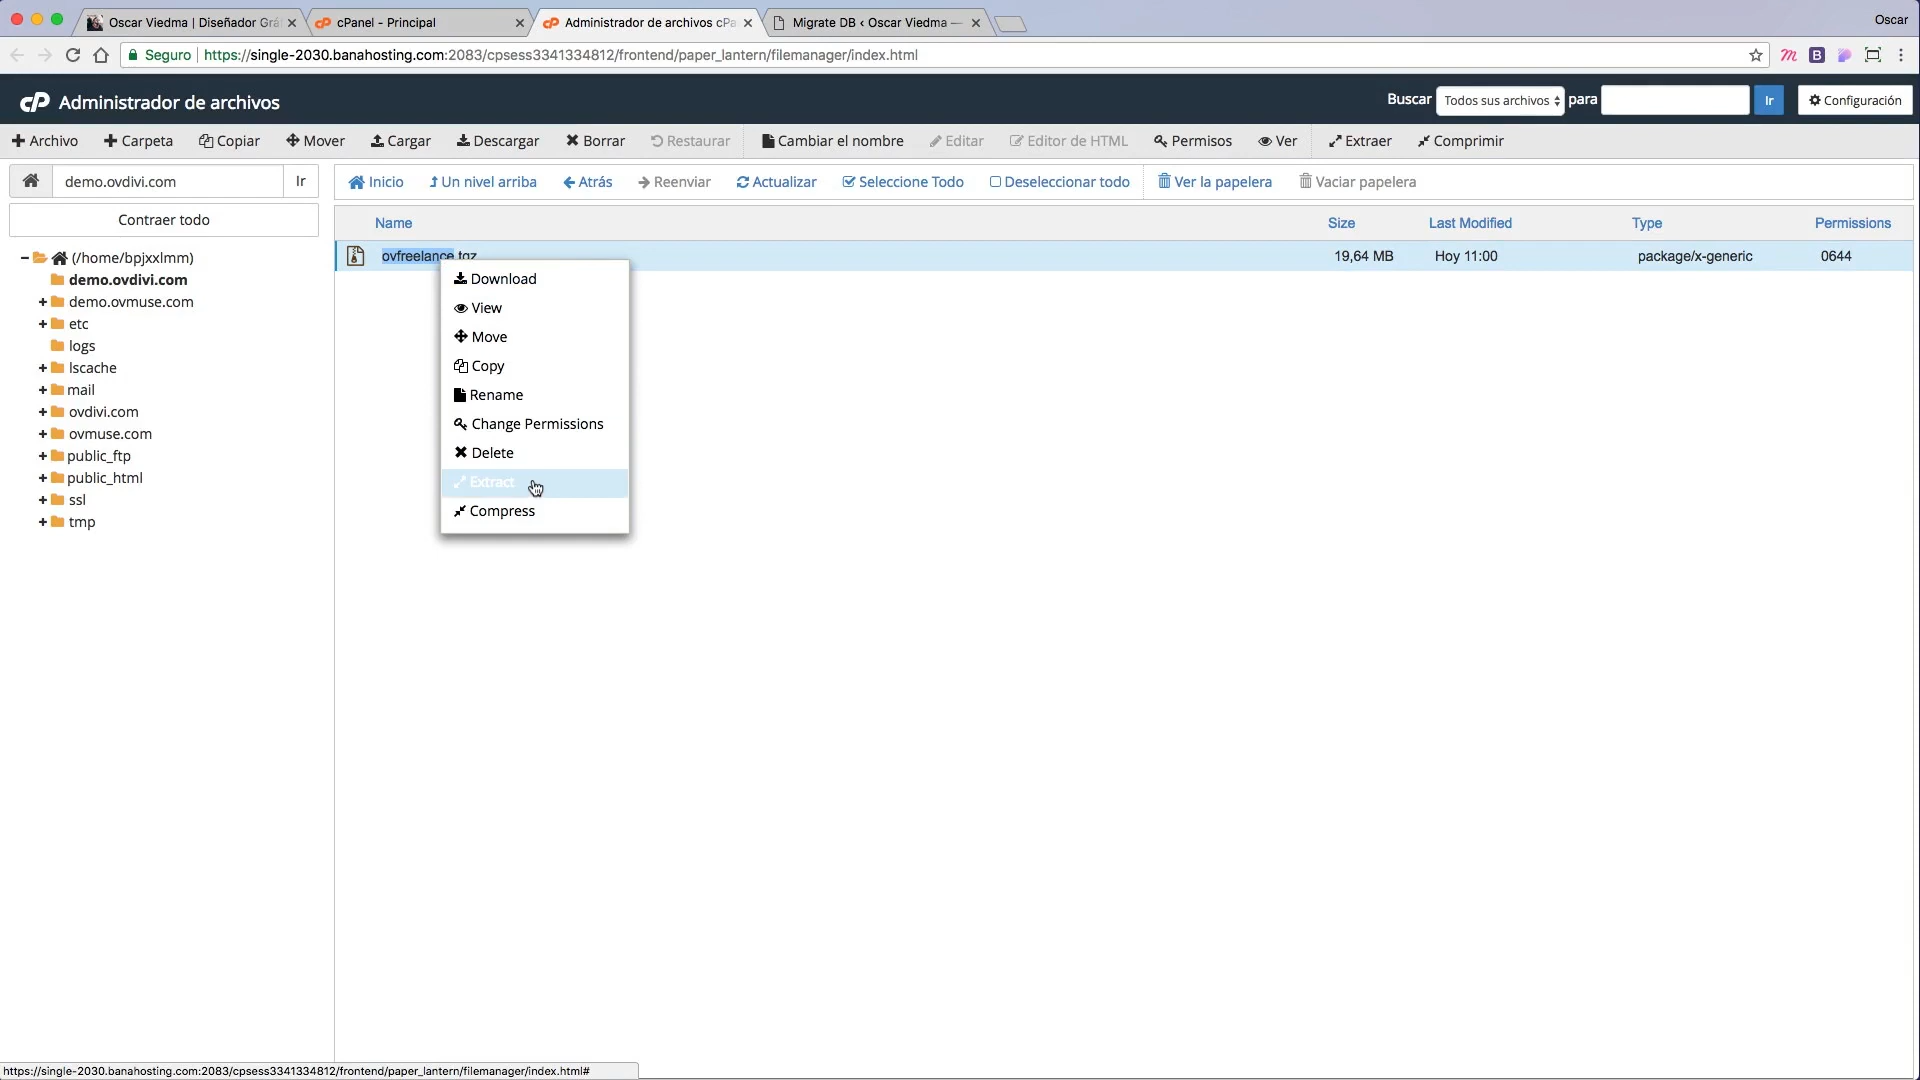 Oscar Viedma | Diseñador Grá
cPanel - Principal
Administrador de archivos cPa
Migrate DB ‹ Oscar Viedma —
Oscar
Seguro
https://single-2030.banahosting.com:2083/cpsess3341334812/frontend/paper_lantern/filemanager/index.html
cP Administrador de archivos
Buscar Todos sus archivos para Ir Configuración
Archivo Carpeta Copiar Mover Cargar Descargar Borrar Restaurar Cambiar el nombre Editar Editor de HTML Permisos Ver Extraer Comprimir
demo.ovdivi.com Ir
Inicio Un nivel arriba Atrás Reenviar Actualizar Seleccione Todo Deseleccionar todo Ver la papelera Vaciar papelera
Contraer todo
(/home/bpjxxlmm)
demo.ovdivi.com
demo.ovmuse.com
etc
logs
lscache
mail
ovdivi.com
ovmuse.com
public_ftp
public_html
ssl
tmp
Name Size Last Modified Type Permissions
ovfreelance.tgz 19,64 MB Hoy 11:00 package/x-generic 0644
Download
View
Move
Copy
Rename
Change Permissions
Delete
Extract
Compress
https://single-2030.banahosting.com:2083/cpsess3341334812/frontend/paper_lantern/filemanager/index.html#